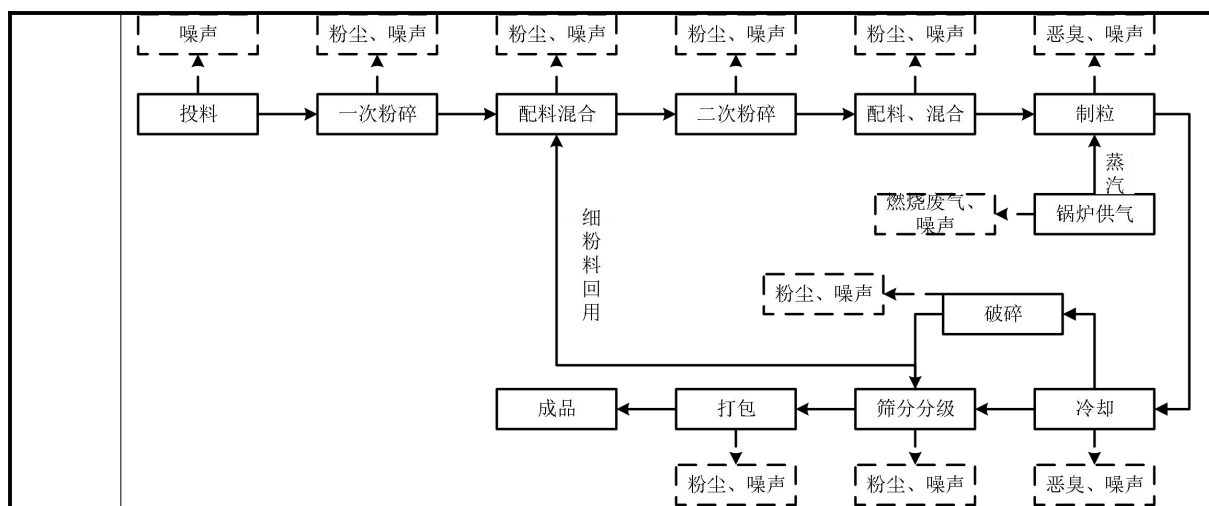 噪声
粉尘、噪声
粉尘、噪声
粉尘、噪声
粉尘、噪声
恶臭、噪声
投料
一次粉碎
配料混合
二次粉碎
配料、混合
制粒
蒸
汽
燃烧废气、
噪声
锅炉供气
细
粉
料
回
用
粉尘、噪声
破碎
成品
打包
筛分分级
冷却
粉尘、噪声
粉尘、噪声
恶臭、噪声